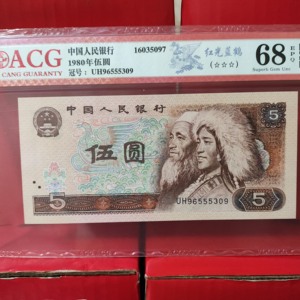 ACG
CANG GUARANTY
中国人民银行 16035097
1980年伍圆
冠号：UH96555309
红光蓝鹤
(☆☆☆)
68 EPQ
Superb Gem Unc
中国人民银行
5
伍圆
UH96555309
5
5